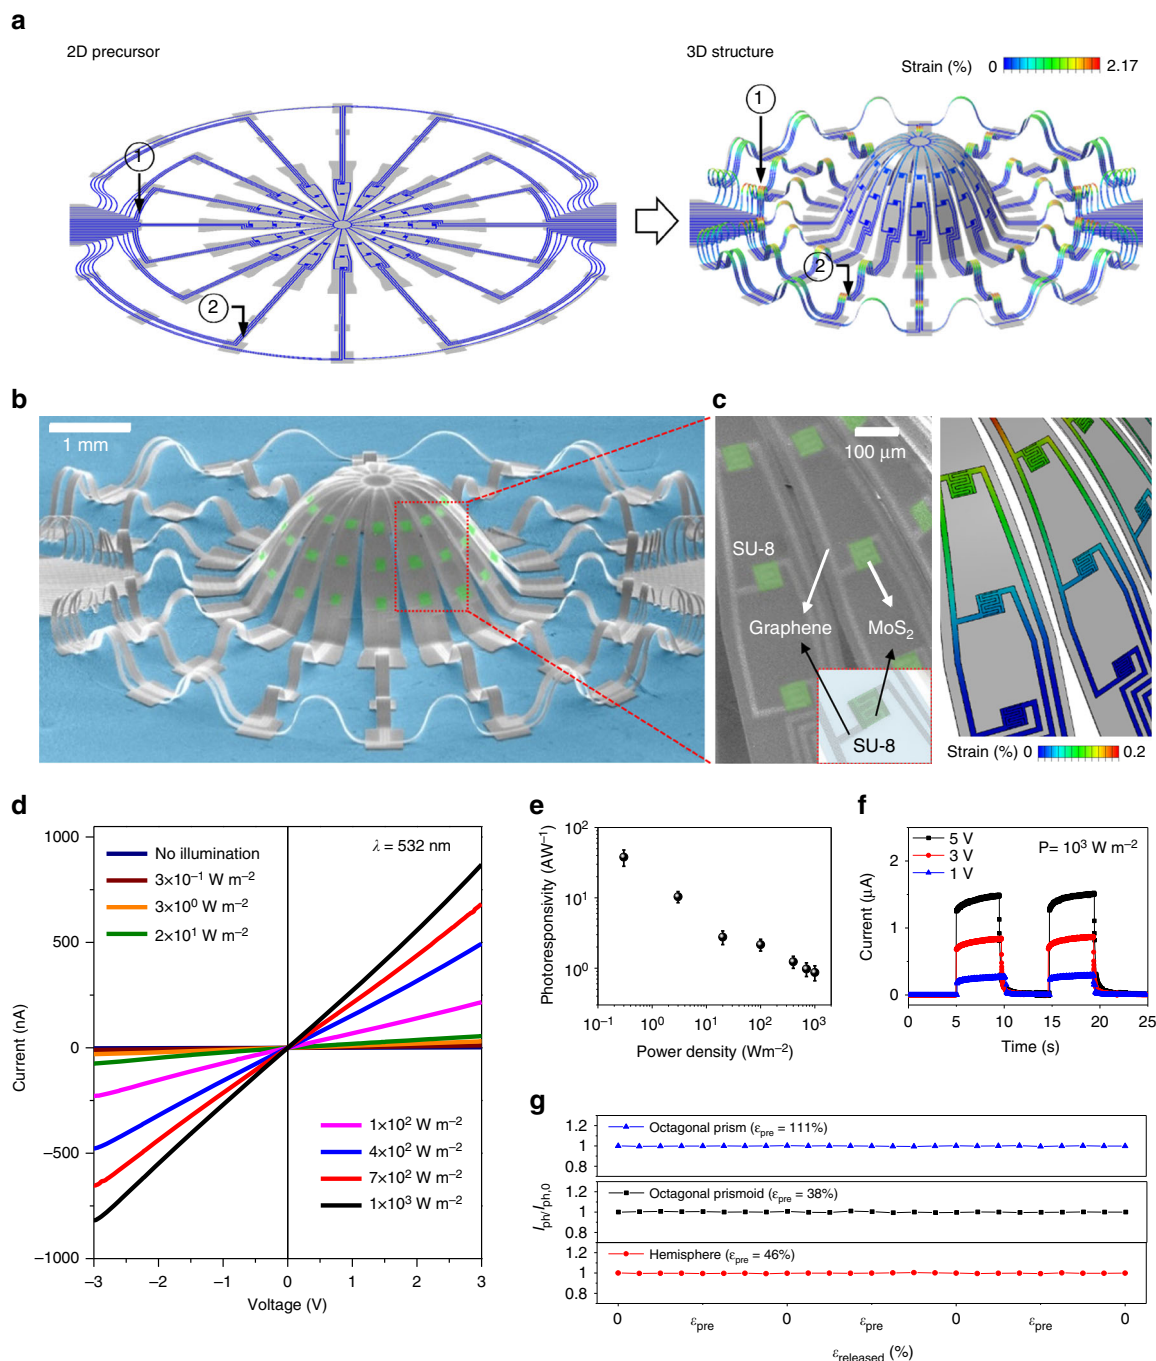 a
2D precursor
3D structure
Strain (%) 0 2.17
1
1
2
2
b
1 mm
c
100 μm
SU-8
Graphene
MoS2
SU-8
Strain (%) 0 0.2
d
1000
500
0
−500
−1000
Current (nA)
λ = 532 nm
No illumination
3×10−1 W m−2
3×100 W m−2
2×101 W m−2
1×102 W m−2
4×102 W m−2
7×102 W m−2
1×103 W m−2
−3 −2 −1 0 1 2 3
Voltage (V)
e
Photoresponsivity (AW−1)
102
101
100
10−1 100 101 102 103
Power density (Wm−2)
f
Current (μA)
2
1
0
5 V
3 V
1 V
P= 103 W m−2
0 5 10 15 20 25
Time (s)
g
Iph/Iph,0
1.2
1
0.8
Octagonal prism (εpre = 111%)
1.2
1
0.8
Octagonal prismoid (εpre = 38%)
1.2
1
0.8
Hemisphere (εpre = 46%)
0 εpre 0 εpre 0 εpre 0
εreleased (%)